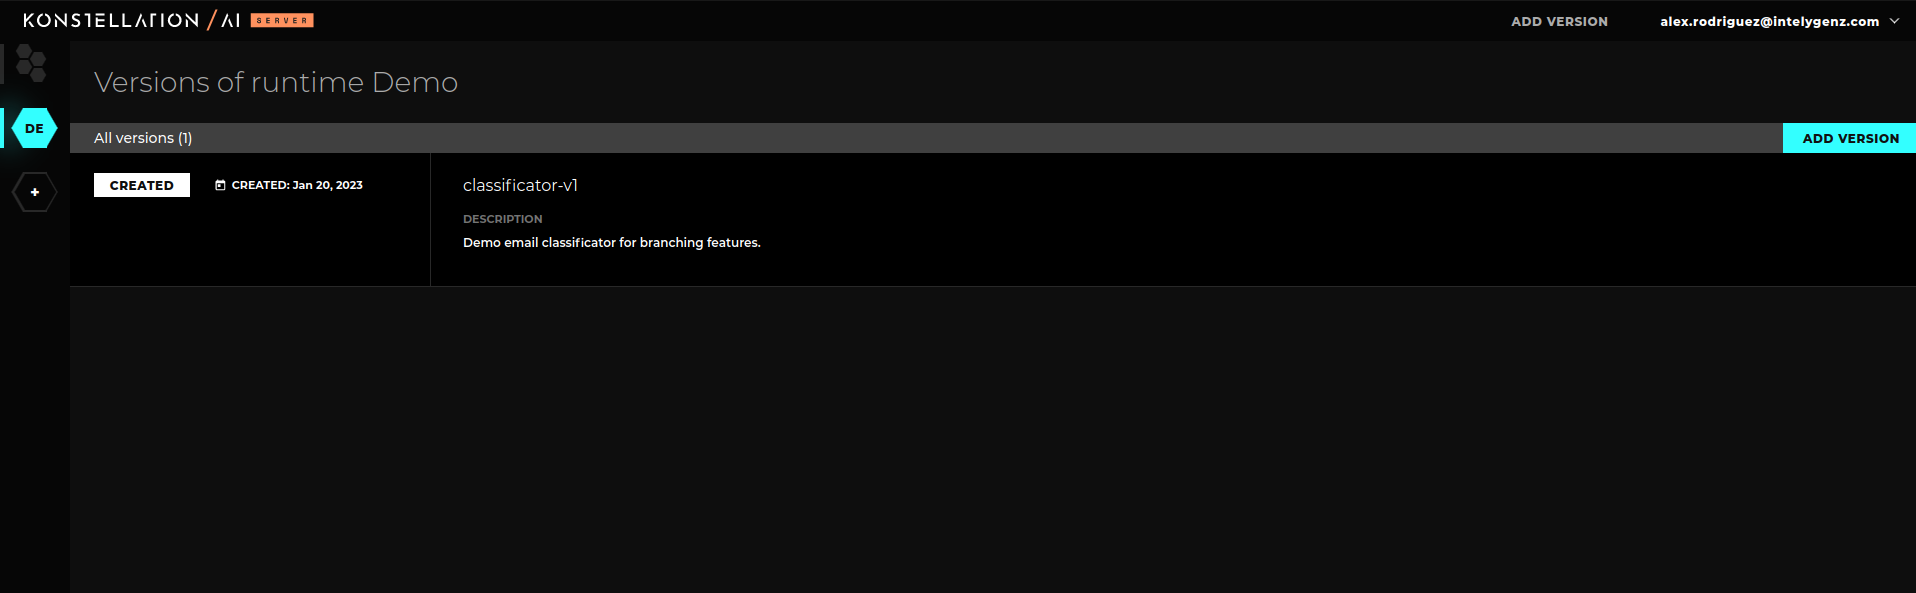 KONSTELLATION / AI SERVER
ADD VERSION
alex.rodriguez@intelygenz.com
Versions of runtime Demo
DE
All versions (1)
ADD VERSION
CREATED
CREATED: Jan 20, 2023
classificator-v1
+
DESCRIPTION
Demo email classificator for branching features.